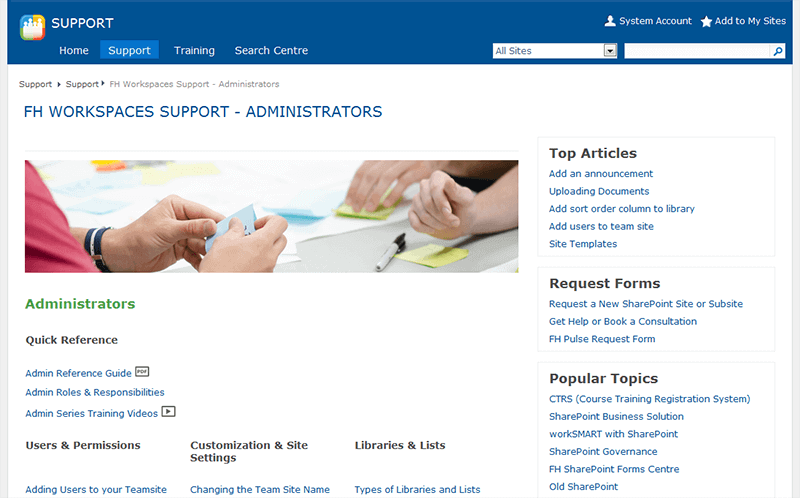 SUPPORT
System Account
Add to My Sites
Home
Support
Training
Search Centre
All Sites
Support Support FH Workspaces Support - Administrators
FH WORKSPACES SUPPORT - ADMINISTRATORS
Administrators
Quick Reference
Admin Reference Guide PDF
Admin Roles & Responsibilities
Admin Series Training Videos
Users & Permissions
Adding Users to your Teamsite
Customization & Site
Settings
Changing the Team Site Name
Libraries & Lists
Types of Libraries and Lists
Top Articles
Add an announcement
Uploading Documents
Add sort order column to library
Add users to team site
Site Templates
Request Forms
Request a New SharePoint Site or Subsite
Get Help or Book a Consultation
FH Pulse Request Form
Popular Topics
CTRS (Course Training Registration System)
SharePoint Business Solution
workSMART with SharePoint
SharePoint Governance
FH SharePoint Forms Centre
Old SharePoint